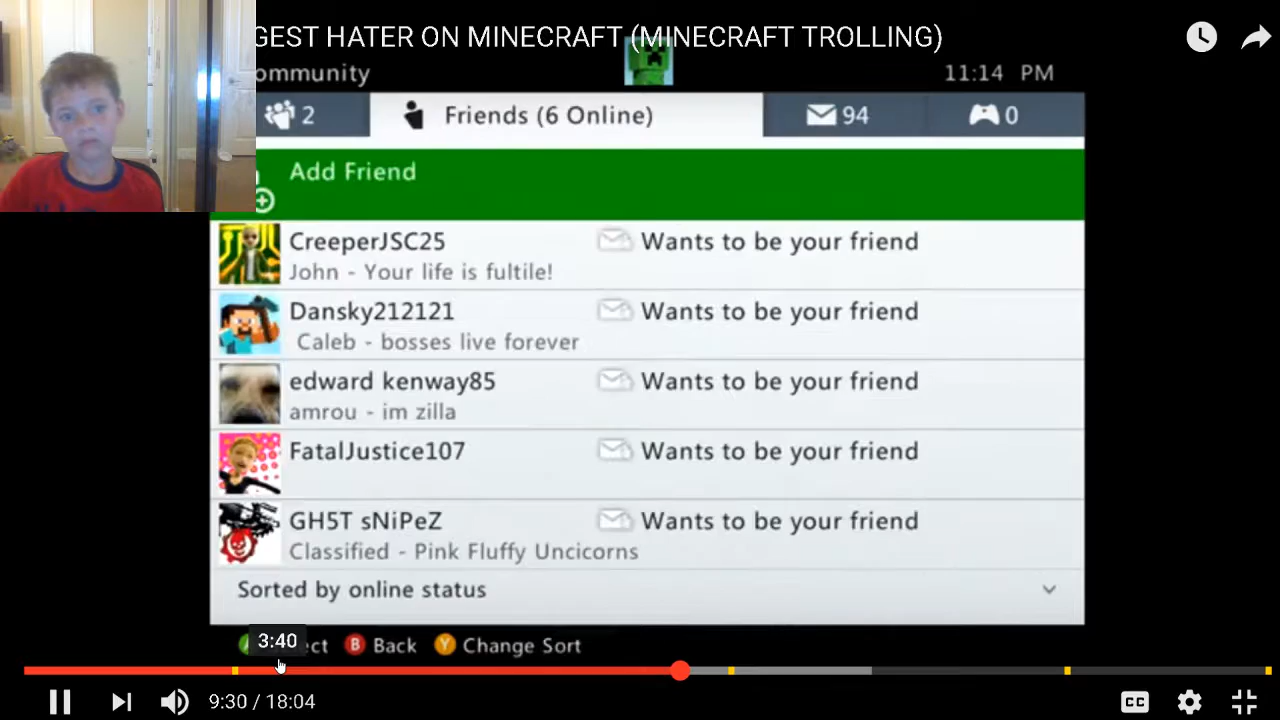 GEST HATER ON MINECRAFT (MINECRAFT TROLLING)
ommunity
11:14 PM
2
Friends (6 Online)
94
0
Add Friend
CreeperJSC25
Wants to be your friend
John - Your life is fultile!
Dansky212121
Wants to be your friend
Caleb - bosses live forever
edward kenway85
Wants to be your friend
amrou - im zilla
FatalJustice107
Wants to be your friend
GH5T sNiPeZ
Wants to be your friend
Classified - Pink Fluffy Uncicorns
Sorted by online status
3:40
ect
B Back
Y Change Sort
9:30 / 18:04
CC